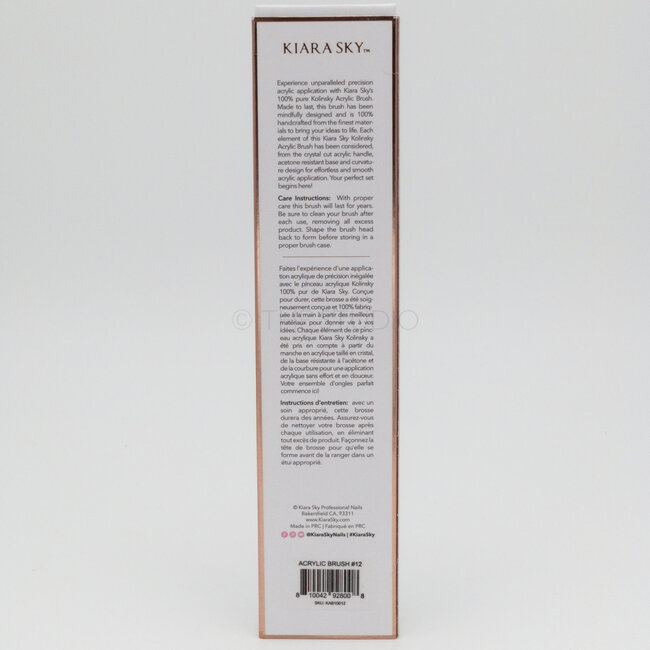 KIARA SKY™
Experience unparalleled precision
acrylic application with Kiara Sky's
100% pure Kolinsky Acrylic Brush.
Made to last, this brush has been
mindfully designed and is 100%
handcrafted from the finest mater-
ials to bring your ideas to life. Each
element of this Kiara Sky Kolinsky
Acrylic Brush has been considered,
from the crystal cut acrylic handle,
acetone resistant base and curvatu-
re design for effortless and smooth
acrylic application. Your perfect set
begins here!
Care Instructions: With proper
care this brush will last for years.
Be sure to clean your brush after
each use, removing all excess
product. Shape the brush head
back to form before storing in a
proper brush case.
Faites l'expérience d'une applica-
tion acrylique de précision inégalée
avec le pinceau acrylique Kolinsky
100% pur de Kiara Sky. Conçue
pour durer, cette brosse a été soig-
neusement conçue et 100% fabriq-
uée à la main à partir des meilleurs
matériaux pour donner vie à vos
idées. Chaque élément de ce pinc-
eau acrylique Kiara Sky Kolinsky a
été pris en compte à partir du
manche en acrylique taillé en cristal,
de la base résistante à l'acétone et
de la courbure pour une application
acrylique sans effort et en douceur.
Votre ensemble d'ongles parfait
commence ici!
Instructions d'entretien: avec un
soin approprié, cette brosse
durera des années. Assurez-vous
de nettoyer votre brosse après
chaque utilisation, en éliminant
tout excès de produit. Façonnez la
tête de brosse pour qu'elle se
forme avant de la ranger dans un
étui approprié.
© Kiara Sky Professional Nails
Bakersfield CA, 93311
www.KiaraSky.com
Made in PRC | Fabriqué en PRC
@KiaraSkyNails | #KiaraSky
ACRYLIC BRUSH #12
8 10042 92800 8
SKU: KAB10012